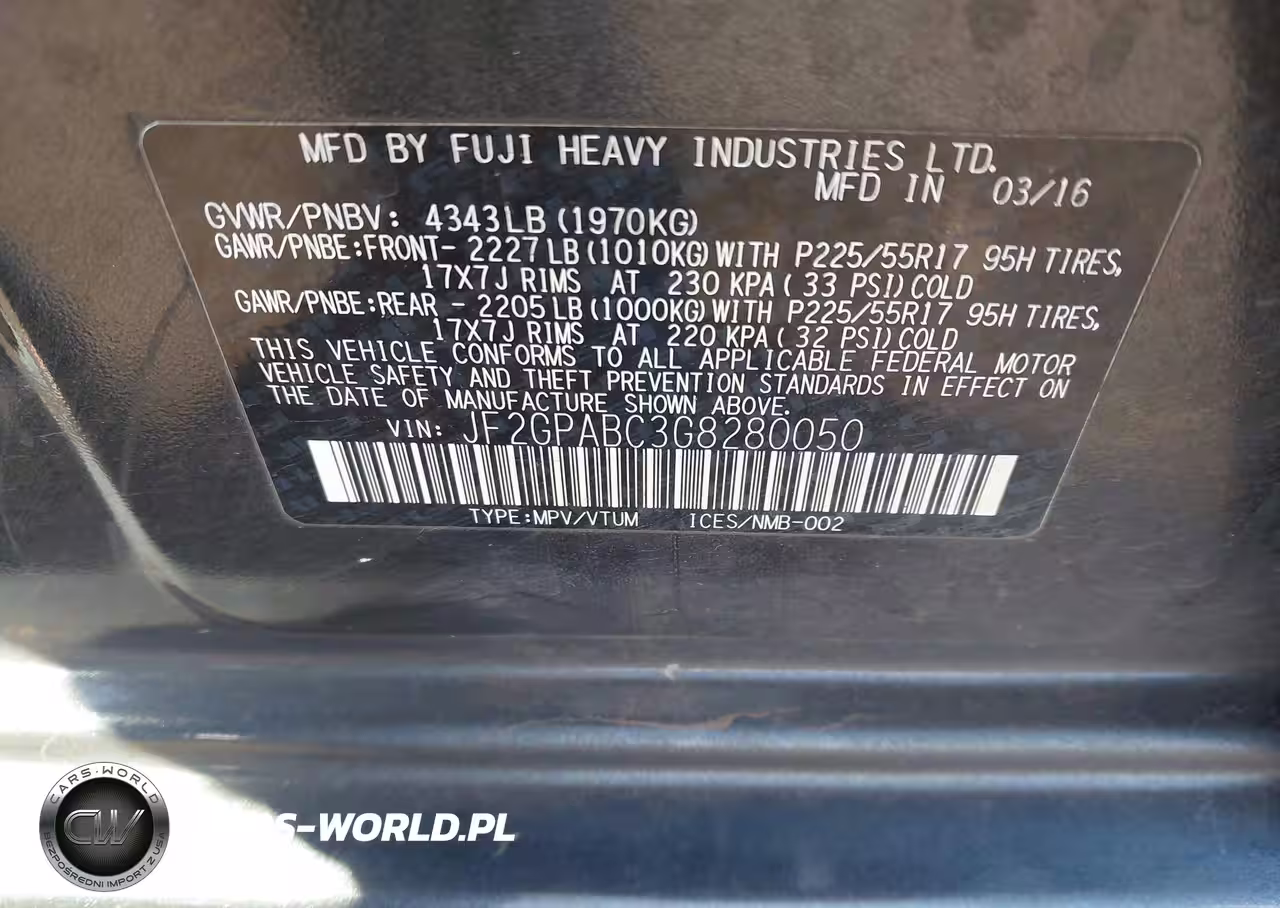 MFD BY FUJI HEAVY INDUSTRIES LTD.
MFD IN 03/16
GVWR/PNBV: 4343LB (1970KG)
GAWR/PNBE:FRONT- 2227LB(1010KG)WITH P225/55R17 95H TIRES,
17X7J RIMS AT 230 KPA( 33 PSI)COLD
GAWR/PNBE:REAR - 2205LB(1000KG)WITH P225/55R17 95H TIRES,
17X7J RIMS AT 220 KPA( 32 PSI)COLD
THIS VEHICLE CONFORMS TO ALL APPLICABLE FEDERAL MOTOR
VEHICLE SAFETY AND THEFT PREVENTION STANDARDS IN EFFECT ON
THE DATE OF MANUFACTURE SHOWN ABOVE.
VIN: JF2GPABC3G8280050
TYPE:MPV/VTUM ICES/NMB-002
CARS-WORLD
CW
BEZPOŚREDNI IMPORT Z USA
RS-WORLD.PL